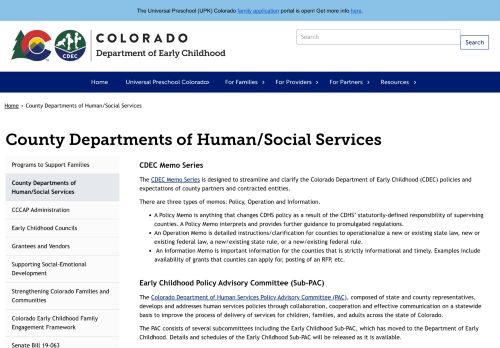 The Universal Preschool (UPK) Colorado family application portal is open! Get more info here.
COLORADO
Department of Early Childhood
CO
CDEC
Search
Search
Home
Universal Preschool Colorado
For Families
For Providers
For Partners
Resources
Home › County Departments of Human/Social Services
County Departments of Human/Social Services
Programs to Support Families
County Departments of
Human/Social Services
CCCAP Administration
Early Childhood Councils
Grantees and Vendors
Supporting Social-Emotional
Development
Strengthening Colorado Families and
Communities
Colorado Early Childhood Family
Engagement Framework
Senate Bill 19-063
CDEC Memo Series
The CDEC Memo Series is designed to streamline and clarify the Colorado Department of Early Childhood (CDEC) policies and
expectations of county partners and contracted entities.
There are three types of memos: Policy, Operation and Information.
• A Policy Memo is anything that changes CDHS policy as a result of the CDHS' statutorily-defined responsibility of supervising
counties. A Policy Memo interprets and provides further guidance to promulgated regulations.
• An Operation Memo is detailed instructions/clarification for counties to operationalize a new or existing state law, new or
existing federal law, a new/existing state rule, or a new/existing federal rule.
• An Information Memo is important information for the counties that is strictly informational and timely. Examples include
availability of grants that counties can apply for, posting of an RFP, etc.
Early Childhood Policy Advisory Committee (Sub-PAC)
The Colorado Department of Human Services Policy Advisory Committee (PAC), composed of state and county representatives,
develops and addresses human services programs through collaboration, cooperation and effective communication on a statewide
basis to improve the process of delivery of services for children, families, and adults across the state of Colorado.
The PAC consists of several subcommittees including the Early Childhood Sub-PAC, which has moved to the Department of Early
Childhood. Details and schedules of the Early Childhood Sub-PAC will be released as it is available.